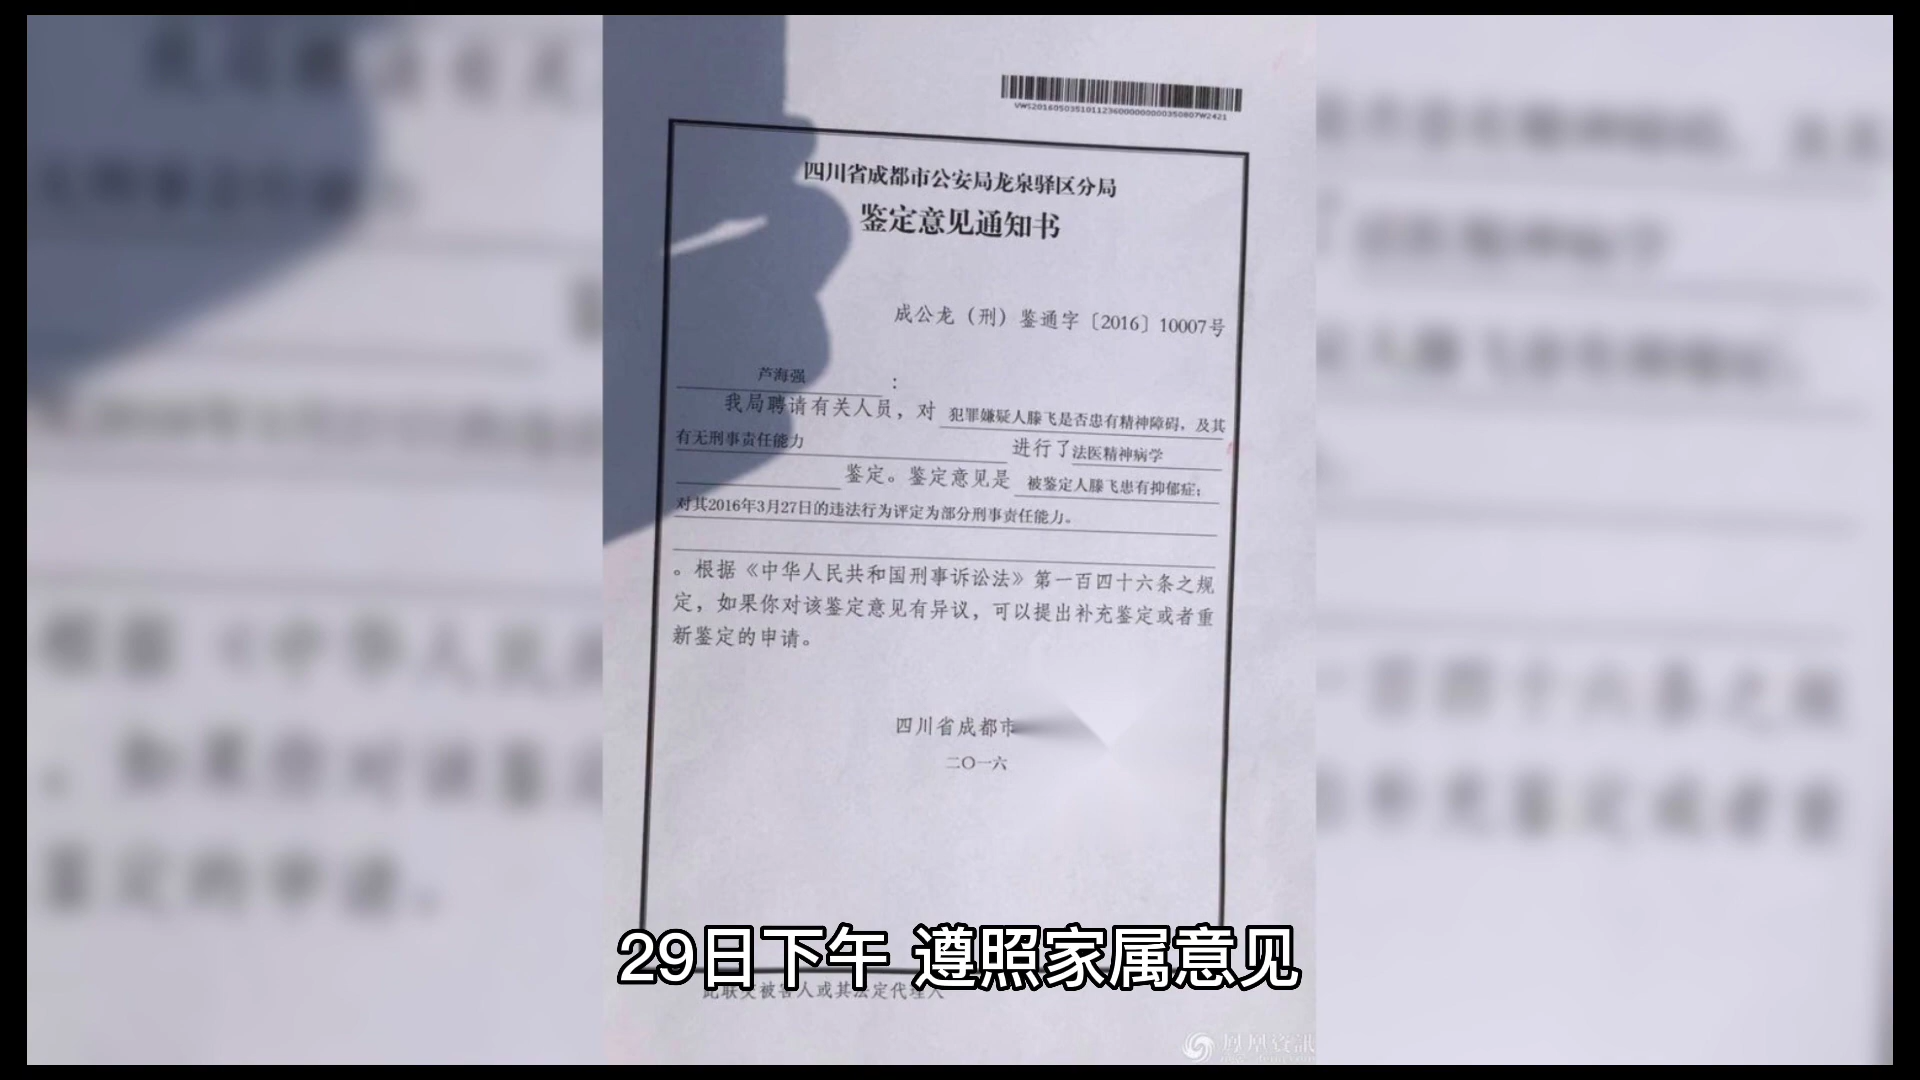 VWS2016050351011236000000000350807W2421
四川省成都市公安局龙泉驿区分局
鉴定意见通知书
成公龙（刑）鉴通字〔2016〕10007号
芦海强：
我局聘请有关人员，对 犯罪嫌疑人滕飞是否患有精神障碍，及其
有无刑事责任能力 进行了 法医精神病学
鉴定。鉴定意见是 被鉴定人滕飞患有抑郁症；
对其2016年3月27日的违法行为评定为部分刑事责任能力。
。根据《中华人民共和国刑事诉讼法》第一百四十六条之规
定，如果你对该鉴定意见有异议，可以提出补充鉴定或者重
新鉴定的申请。
四川省成都市
二〇一六
29日下午 遵照家属意见
此联交被害人或其法定代理人
凤凰资讯